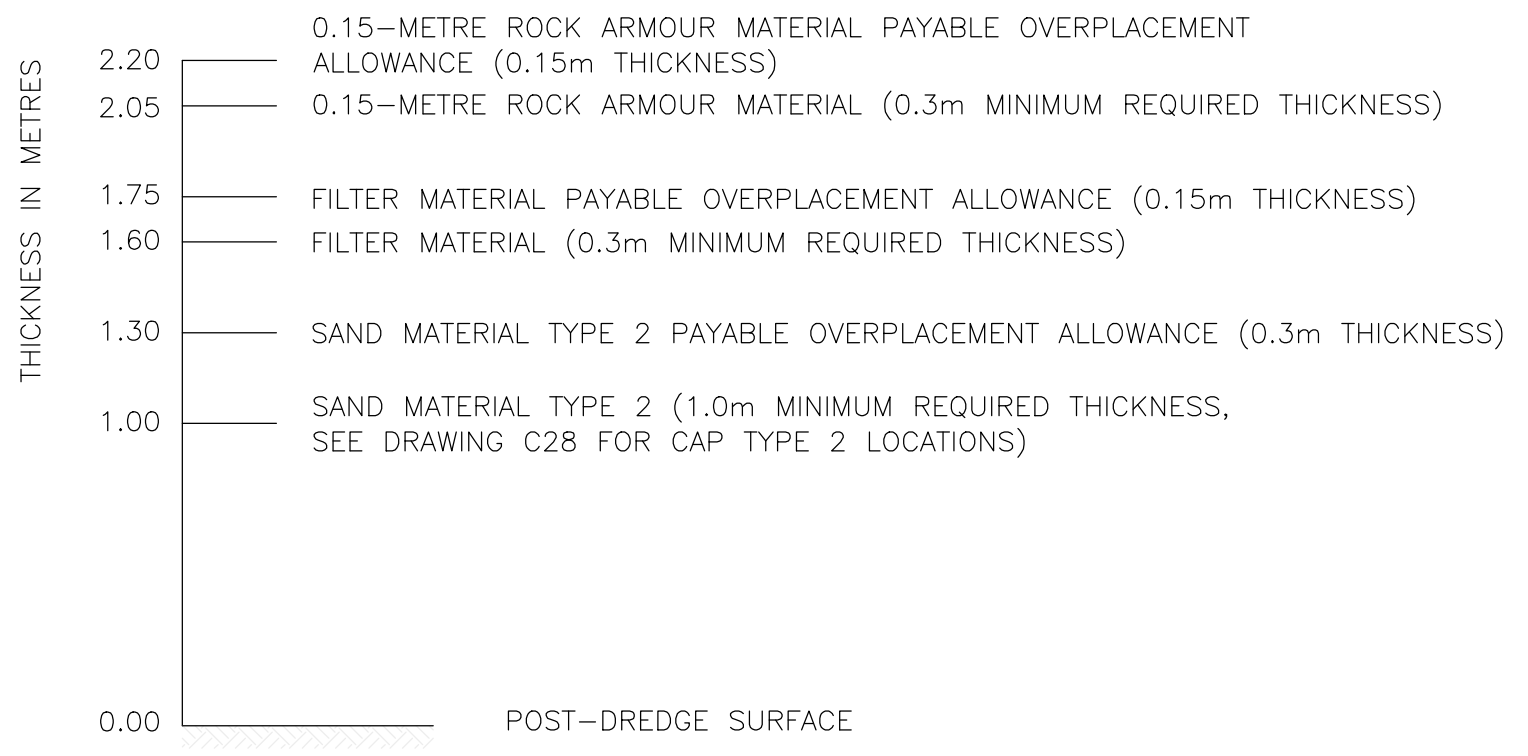 THICKNESS IN METRES
2.20
0.15-METRE ROCK ARMOUR MATERIAL PAYABLE OVERPLACEMENT
ALLOWANCE (0.15m THICKNESS)
2.05
0.15-METRE ROCK ARMOUR MATERIAL (0.3m MINIMUM REQUIRED THICKNESS)
1.75
FILTER MATERIAL PAYABLE OVERPLACEMENT ALLOWANCE (0.15m THICKNESS)
1.60
FILTER MATERIAL (0.3m MINIMUM REQUIRED THICKNESS)
1.30
SAND MATERIAL TYPE 2 PAYABLE OVERPLACEMENT ALLOWANCE (0.3m THICKNESS)
1.00
SAND MATERIAL TYPE 2 (1.0m MINIMUM REQUIRED THICKNESS,
SEE DRAWING C28 FOR CAP TYPE 2 LOCATIONS)
0.00
POST-DREDGE SURFACE